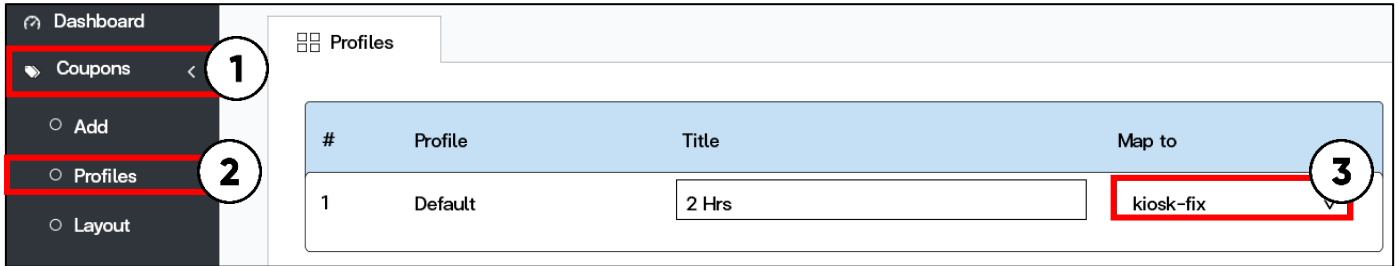 Dashboard
Coupons
1
Add
Profiles
2
Layout
Profiles
# Profile Title Map to
3
1 Default 2 Hrs kiosk-fix